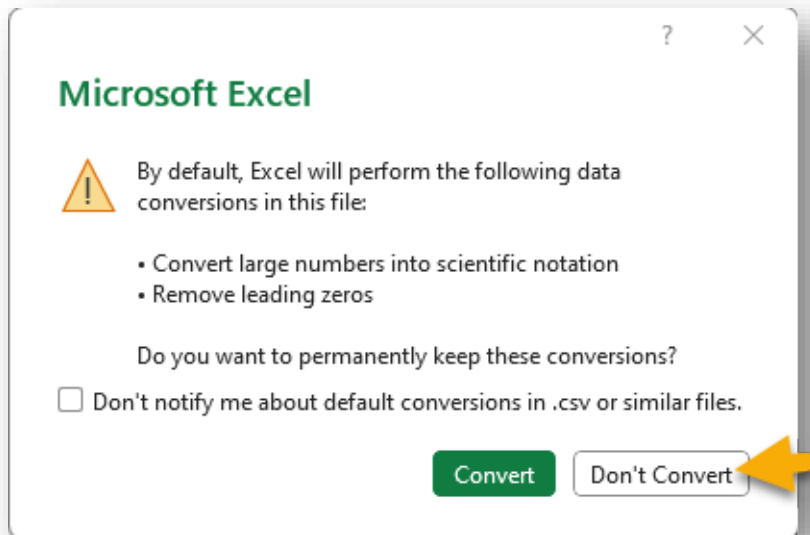 ?
Microsoft Excel
!
By default, Excel will perform the following data
conversions in this file:
• Convert large numbers into scientific notation
• Remove leading zeros
Do you want to permanently keep these conversions?
Don't notify me about default conversions in .csv or similar files.
Convert
Don't Convert